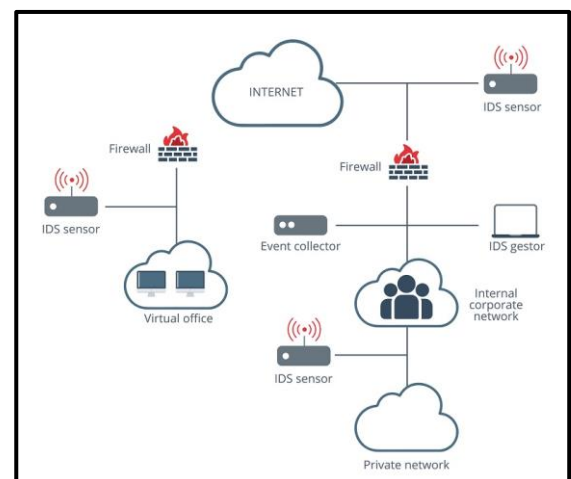 INTERNET
IDS sensor
Firewall
Firewall
IDS sensor
Event collector
IDS gestor
Virtual office
Internal
corporate
network
IDS sensor
Private network